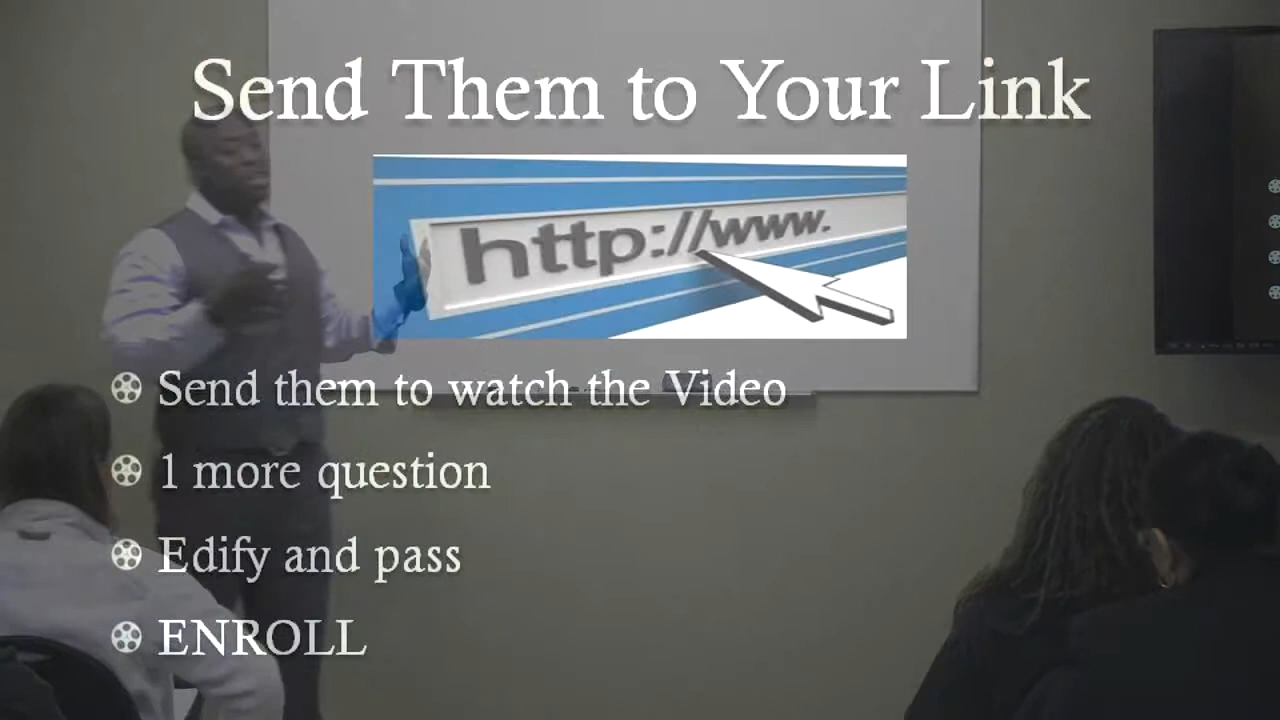 Send Them to Your Link
http://www.
Send them to watch the Video
1 more question
Edify and pass
ENROLL